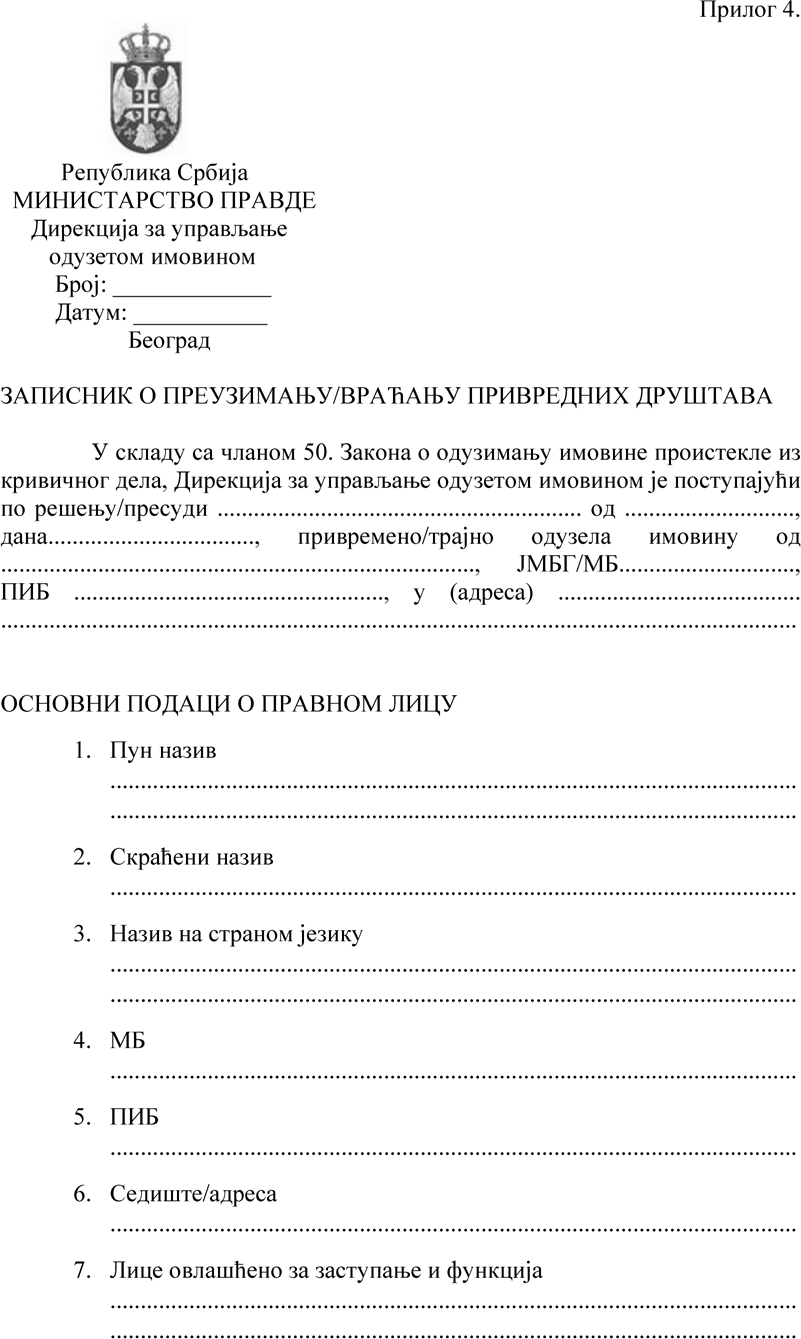 Прилог 4.
Република Србија
МИНИСТАРСТВО ПРАВДЕ
Дирекција за управљање
одузетом имовином
Број: _____________
Датум: ___________
Београд
ЗАПИСНИК О ПРЕУЗИМАЊУ/ВРАЋАЊУ ПРИВРЕДНИХ ДРУШТАВА
У складу са чланом 50. Закона о одузимању имовине проистекле из
кривичног дела, Дирекција за управљање одузетом имовином је поступајући
по решењу/пресуди ............................................................ од ............................,
дана.................................., привремено/трајно одузела имовину од
.............................................................................., ЈМБГ/МБ.............................,
ПИБ ..................................................., у (адреса) ........................................
...................................................................................................................................
ОСНОВНИ ПОДАЦИ О ПРАВНОМ ЛИЦУ
1. Пун назив
.................................................................................................................
.................................................................................................................
2. Скраћени назив
.................................................................................................................
3. Назив на страном језику
.................................................................................................................
.................................................................................................................
4. МБ
.................................................................................................................
5. ПИБ
.................................................................................................................
6. Седиште/адреса
.................................................................................................................
7. Лице овлашћено за заступање и функција
.................................................................................................................
.................................................................................................................